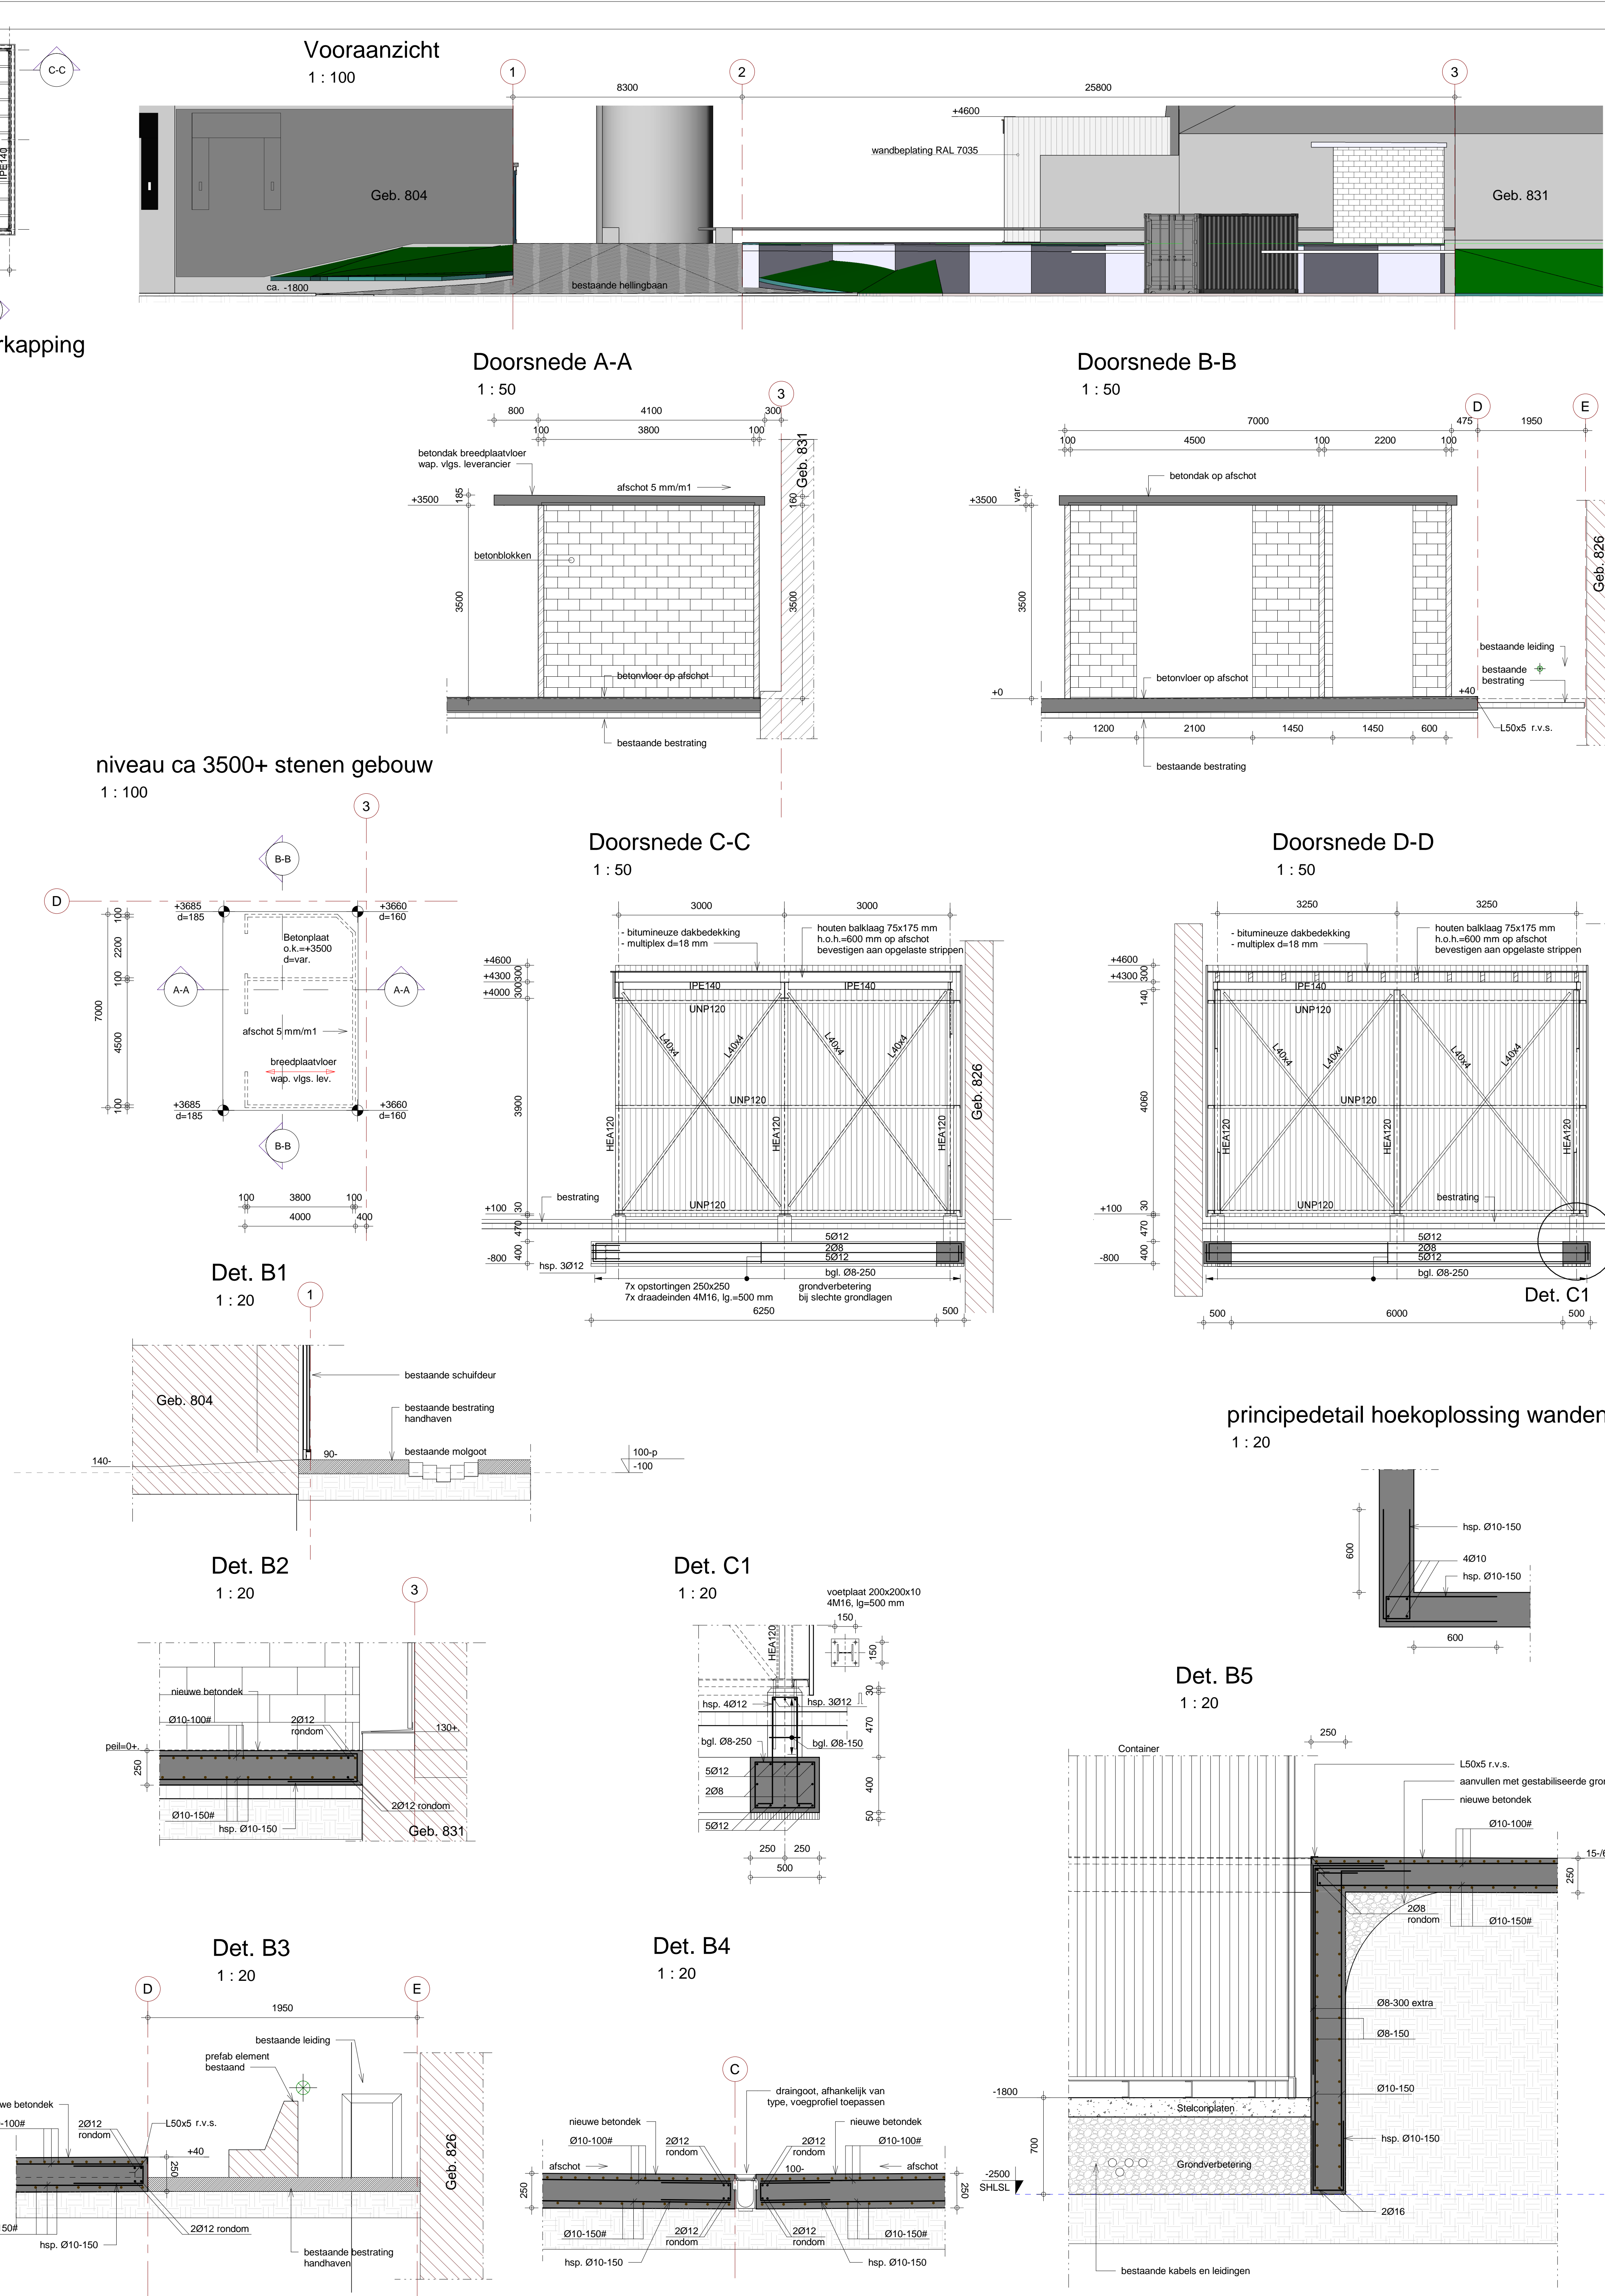 C-C
IPE140
rkapping
Vooraanzicht
1 : 100
1
2
3
8300
25800
+4600
wandbeplating RAL 7035
Geb. 804
Geb. 831
ca. -1800
bestaande hellingbaan
Doorsnede A-A
1 : 50
3
800
4100
300
100
3800
100
betondak breedplaatvloer
wap. vlgs. leverancier
afschot 5 mm/m1
+3500
185
160
Geb. 831
betonblokken
3500
3500
betonvloer op afschot
bestaande bestrating
Doorsnede B-B
1 : 50
D
E
7000
475
1950
100
4500
100
2200
100
betondak op afschot
+3500
var.
3500
Geb. 826
bestaande leiding
bestaande
bestrating
betonvloer op afschot
+0
+40
L50x5 r.v.s.
1200
2100
1450
1450
600
bestaande bestrating
niveau ca 3500+ stenen gebouw
1 : 100
3
B-B
D
+3685
d=185
+3660
d=160
100
2200
100
4500
100
7000
Betonplaat
o.k.=+3500
d=var.
A-A
A-A
afschot 5 mm/m1
breedplaatvloer
wap. vlgs. lev.
+3685
d=185
+3660
d=160
B-B
100
3800
100
4000
400
Doorsnede C-C
1 : 50
3000
3000
- bitumineuze dakbedekking
- multiplex d=18 mm
houten balklaag 75x175 mm
h.o.h.=600 mm op afschot
bevestigen aan opgelaste strippen
+4600
+4300
+4000
300
300
IPE140
IPE140
UNP120
L40x4
L40x4
L40x4
L40x4
UNP120
3900
HEA120
HEA120
HEA120
Geb. 826
bestrating
UNP120
+100
30
470
400
-800
5Ø12
2Ø8
5Ø12
hsp. 3Ø12
bgl. Ø8-250
7x opstortingen 250x250
7x draadeinden 4M16, lg.=500 mm
grondverbetering
bij slechte grondlagen
6250
500
Doorsnede D-D
1 : 50
3250
3250
- bitumineuze dakbedekking
- multiplex d=18 mm
houten balklaag 75x175 mm
h.o.h.=600 mm op afschot
bevestigen aan opgelaste strippen
+4600
+4300
300
140
IPE140
UNP120
L40x4
L40x4
L40x4
L40x4
UNP120
4060
HEA120
HEA120
HEA120
UNP120
bestrating
+100
30
470
400
-800
5Ø12
2Ø8
5Ø12
bgl. Ø8-250
Det. C1
500
6000
500
Det. B1
1 : 20
1
Geb. 804
bestaande schuifdeur
bestaande bestrating
handhaven
bestaande molgoot
140-
90-
100-p
-100
principedetail hoekoplossing wanden
1 : 20
600
hsp. Ø10-150
4Ø10
hsp. Ø10-150
600
Det. B2
1 : 20
3
nieuwe betondek
Ø10-100#
2Ø12
rondom
130+.
peil=0+.
250
2Ø12 rondom
Ø10-150#
hsp. Ø10-150
Geb. 831
Det. C1
1 : 20
voetplaat 200x200x10
4M16, lg=500 mm
150
150
HEA120
hsp. 4Ø12
hsp. 3Ø12
bgl. Ø8-250
bgl. Ø8-150
5Ø12
2Ø8
5Ø12
30
470
400
50
250
250
500
Det. B5
1 : 20
250
Container
L50x5 r.v.s.
aanvullen met gestabiliseerde gron
nieuwe betondek
Ø10-100#
15-/6
250
2Ø8
rondom
Ø10-150#
Ø8-300 extra
Ø8-150
Ø10-150
-1800
Stelconplaten
700
hsp. Ø10-150
Grondverbetering
-2500
SHLSL
2Ø16
bestaande kabels en leidingen
Det. B3
1 : 20
D
E
1950
bestaande leiding
prefab element
bestaand
we betondek
-100#
2Ø12
rondom
L50x5 r.v.s.
+40
250
Geb. 826
50#
hsp. Ø10-150
2Ø12 rondom
bestaande bestrating
handhaven
Det. B4
1 : 20
C
draingoot, afhankelijk van
type, voegprofiel toepassen
nieuwe betondek
nieuwe betondek
Ø10-100#
2Ø12
rondom
2Ø12
rondom
Ø10-100#
afschot
100-
afschot
250
250
Ø10-150#
2Ø12
rondom
2Ø12
rondom
Ø10-150#
hsp. Ø10-150
hsp. Ø10-150